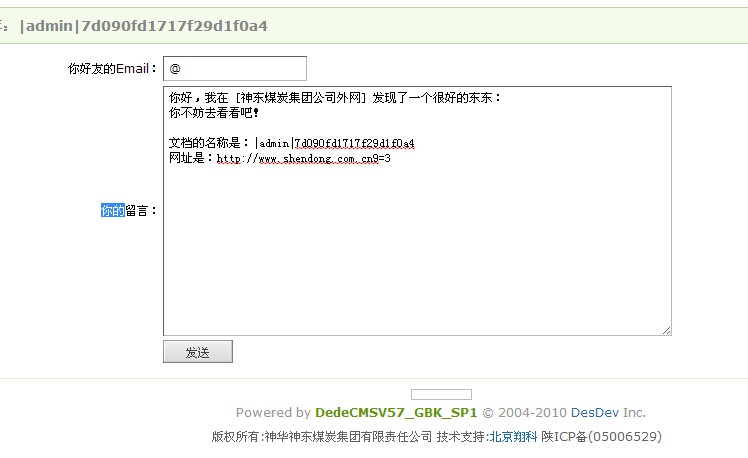 ：|admin|7d090fd1717f29d1f0a4
你好友的Email： @
你好，我在 [神东煤炭集团公司外网] 发现了一个很好的东东：
你不妨去看看吧！
文档的名称是：|admin|7d090fd1717f29d1f0a4
网址是：http://www.shendong.com.cn9=3
你的留言：
发送
Powered by DedeCMSV57_GBK_SP1 © 2004-2010 DesDev Inc.
版权所有:神华神东煤炭集团有限责任公司 技术支持:北京翔科 陕ICP备(05006529)